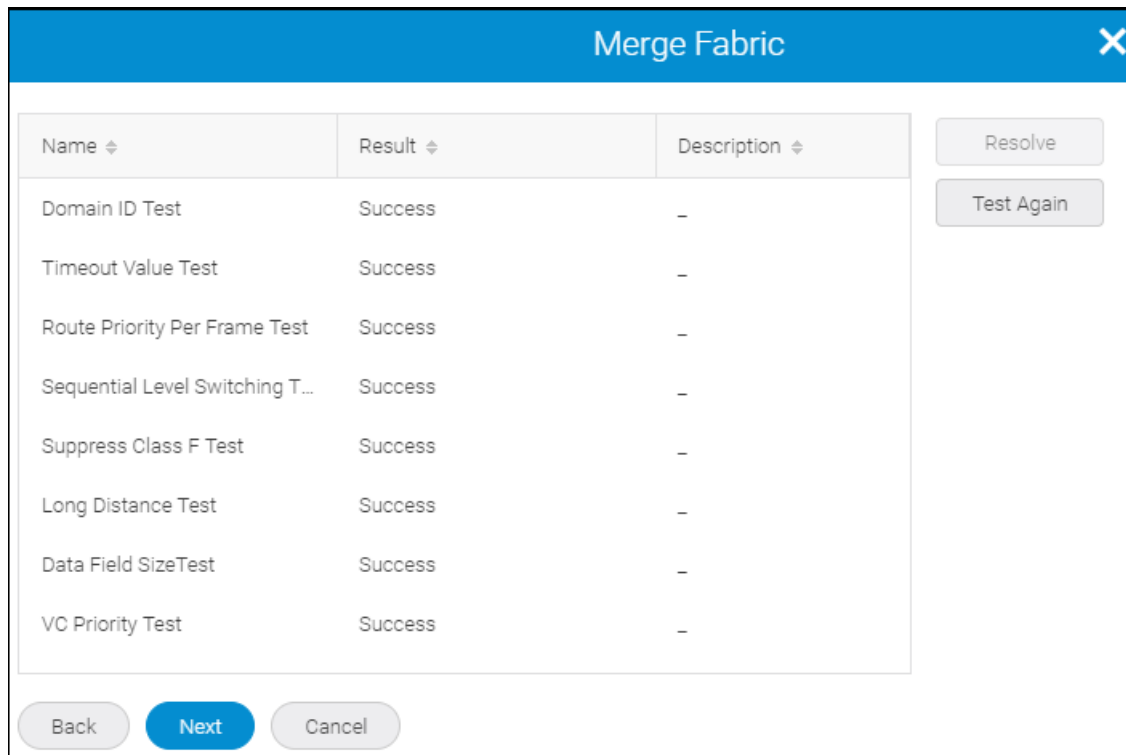 Merge Fabric
Name Result Description Resolve
Domain ID Test Success _ Test Again
Timeout Value Test Success _
Route Priority Per Frame Test Success _
Sequential Level Switching T... Success _
Suppress Class F Test Success _
Long Distance Test Success _
Data Field SizeTest Success _
VC Priority Test Success _
Back Next Cancel